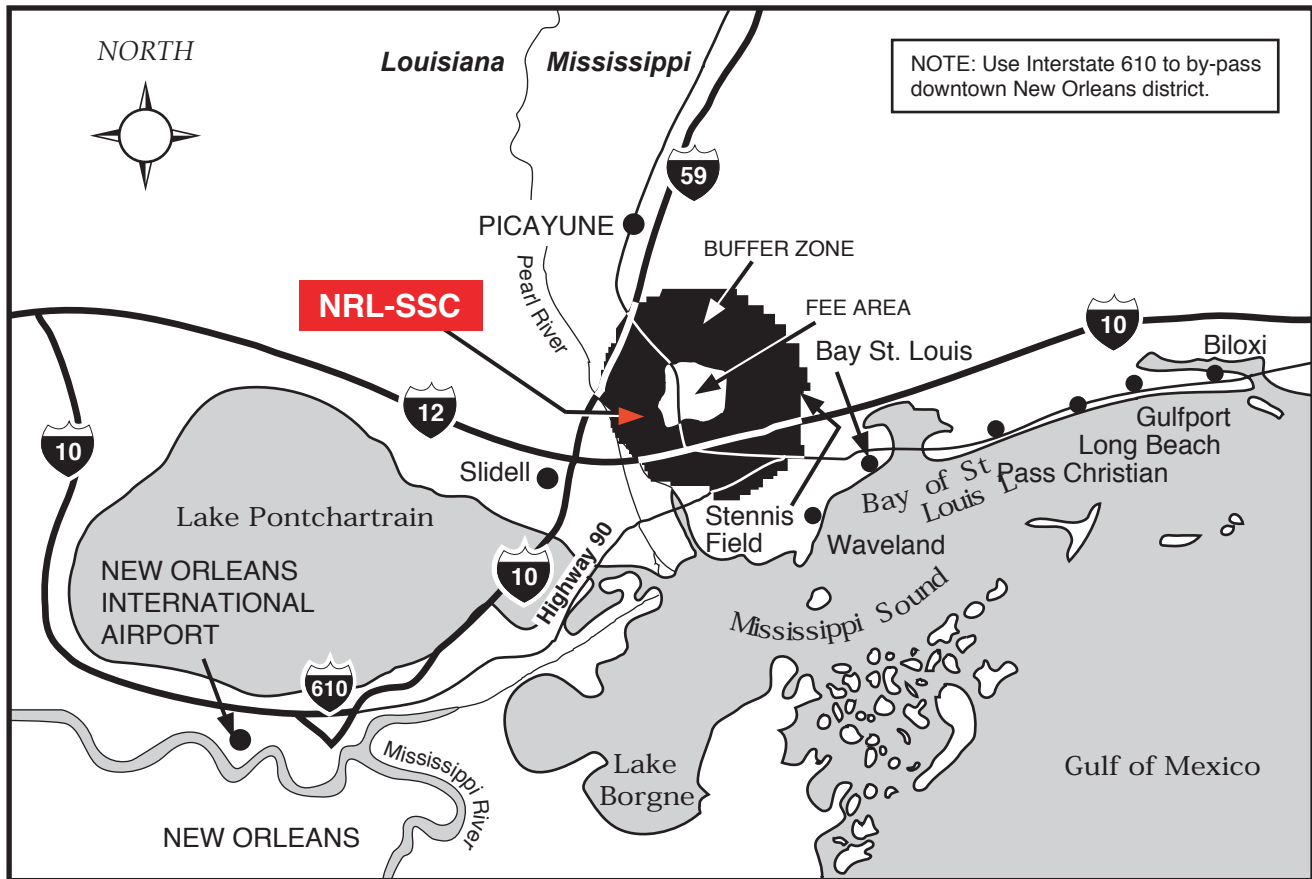 NORTH
Louisiana
Mississippi
NOTE: Use Interstate 610 to by-pass
downtown New Orleans district.
59
PICAYUNE
BUFFER ZONE
Pearl River
NRL-SSC
FEE AREA
10
Bay St. Louis
Biloxi
12
10
Gulfport
Long Beach
Pass Christian
Slidell
Bay of St
Louis L
Lake Pontchartrain
Stennis
Field
Waveland
10
Highway 90
NEW ORLEANS
INTERNATIONAL
AIRPORT
Mississippi Sound
610
Mississippi River
Lake
Borgne
Gulf of Mexico
NEW ORLEANS